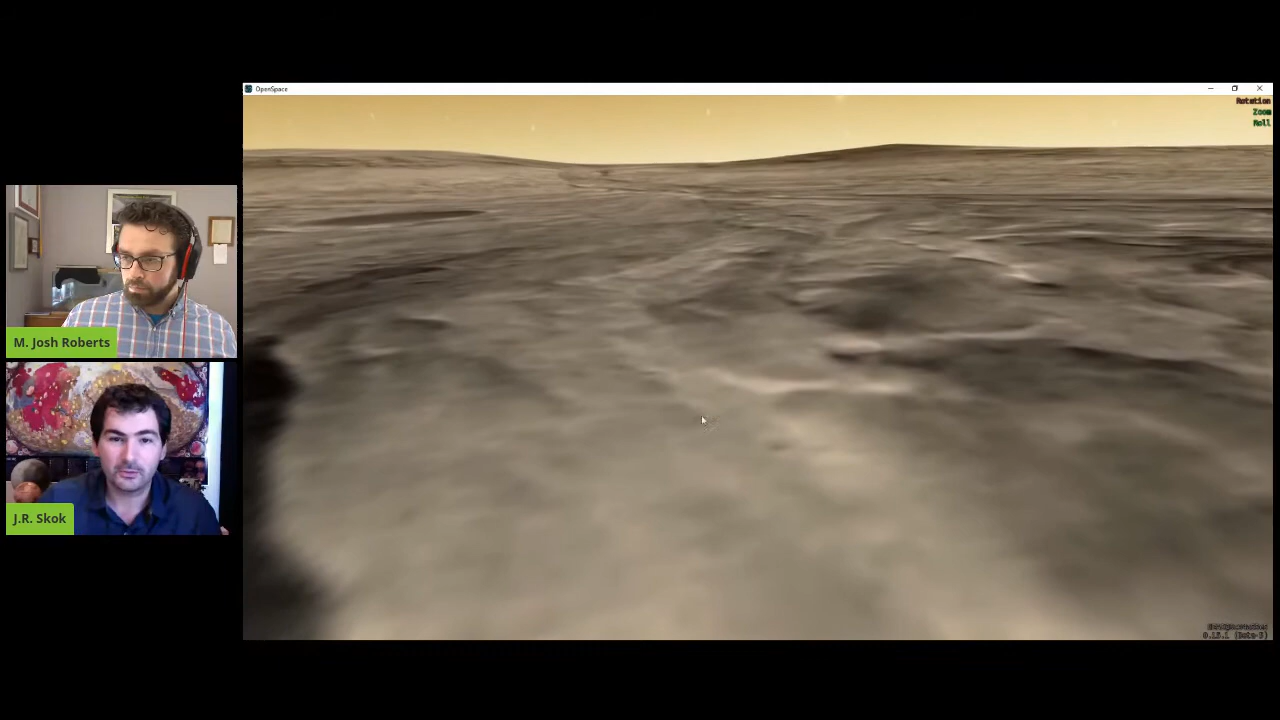 OpenSpace
Rotation
Zoom
Roll
M. Josh Roberts
J.R. Skok